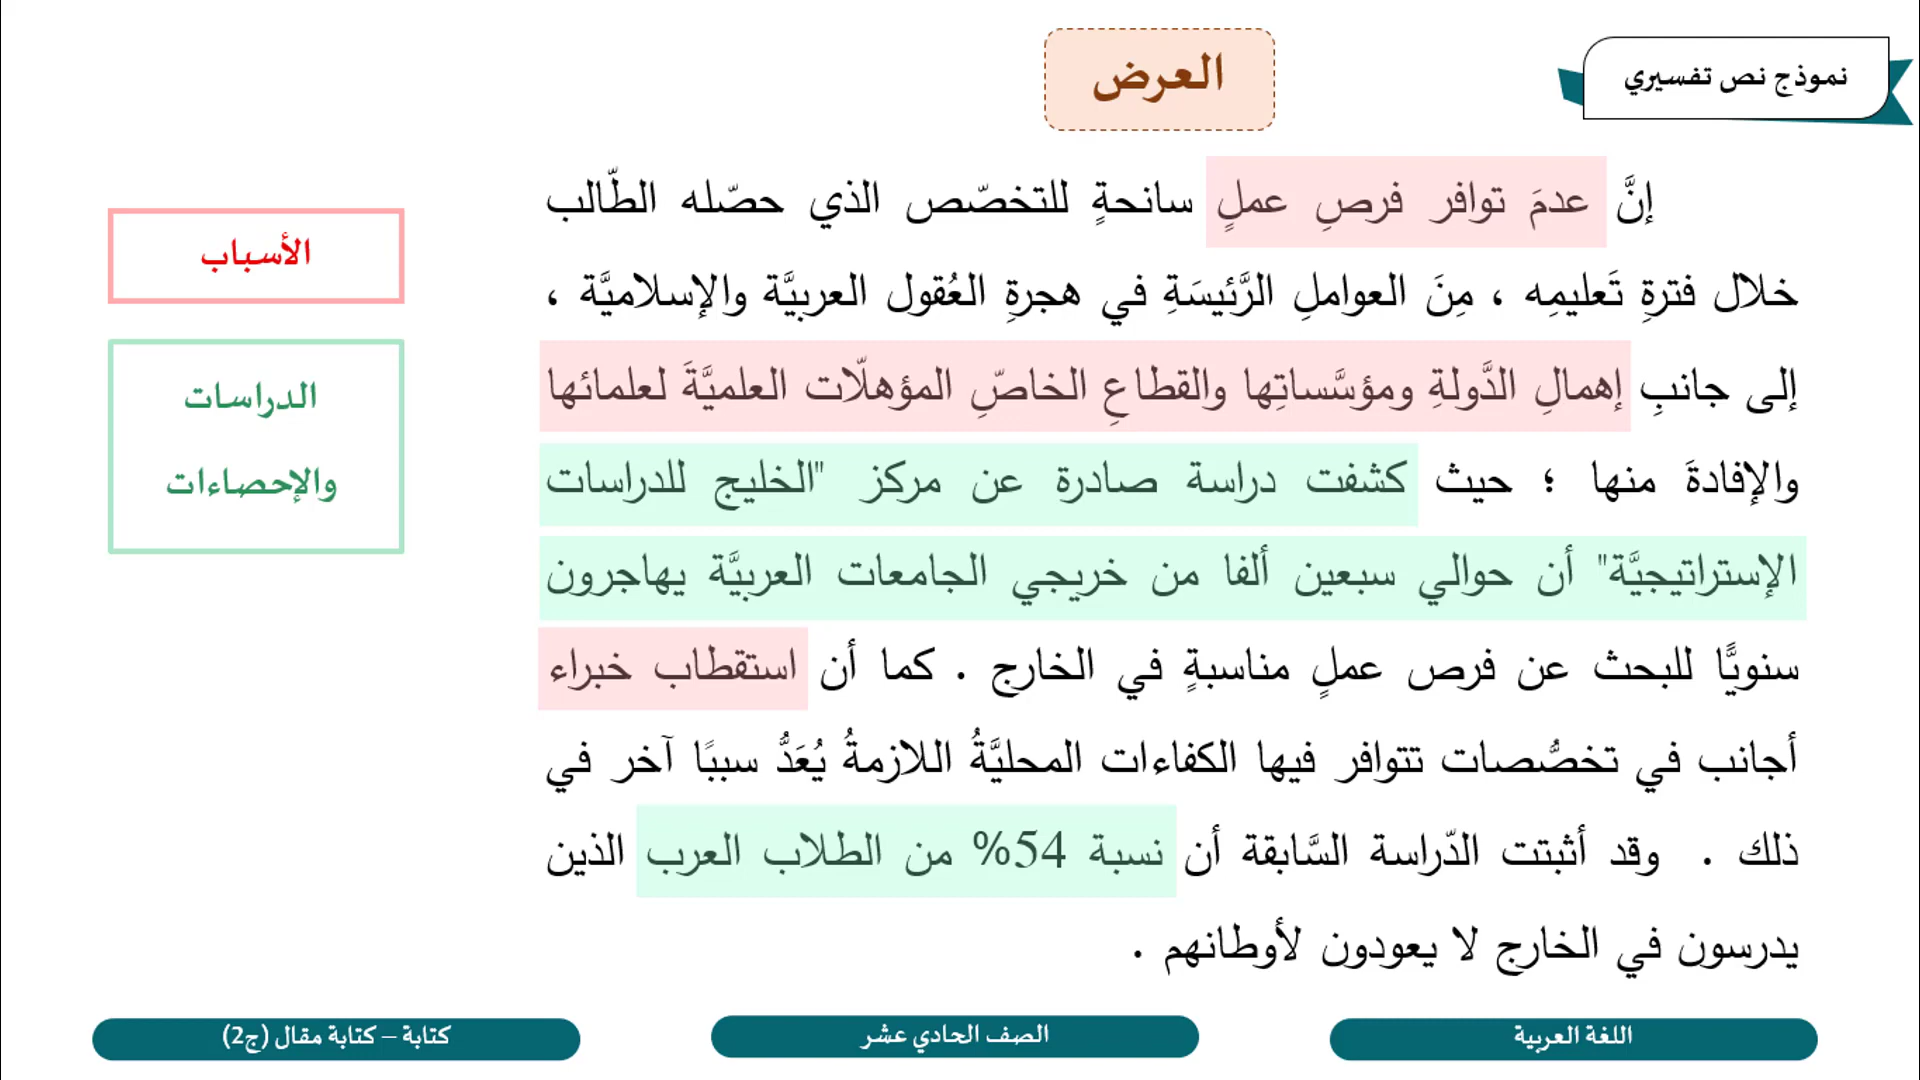 نموذج نص تفسيري
العرض
إنَّ عدمَ توافر فرصِ عملٍ سانحةٍ للتخصّص الذي حصّله الطّالب
خلال فترةِ تَعليمِه ، مِنَ العواملِ الرَّئيسَةِ في هجرةِ العُقول العربيَّة والإسلاميَّة ،
إلى جانبِ إهمالِ الدَّولةِ ومؤسَّساتِها والقطاعِ الخاصّ المؤهلّات العلميَّةَ لعلمائها
والإفادةَ منها ؛ حيث كشفت دراسة صادرة عن مركز "الخليج للدراسات
الإستراتيجيَّة" أن حوالي سبعين ألفا من خريجي الجامعات العربيَّة يهاجرون
سنويًّا للبحث عن فرص عملٍ مناسبةٍ في الخارج . كما أن استقطاب خبراء
أجانب في تخصُّصات تتوافر فيها الكفاءات المحليَّةُ اللازمةُ يُعَدُّ سببًا آخر في
ذلك . وقد أثبتت الدّراسة السَّابقة أن نسبة 54% من الطلاب العرب الذين
يدرسون في الخارج لا يعودون لأوطانهم .
الأسباب
الدراسات
والإحصاءات
اللغة العربية
الصف الحادي عشر
كتابة – كتابة مقال (ج2)